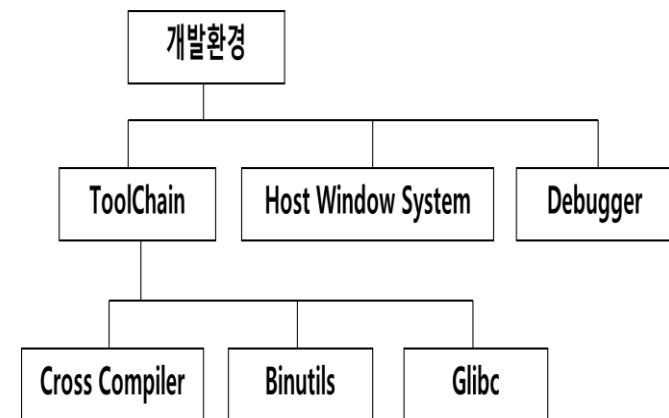 개발환경
ToolChain
Host Window System
Debugger
Cross Compiler
Binutils
Glibc